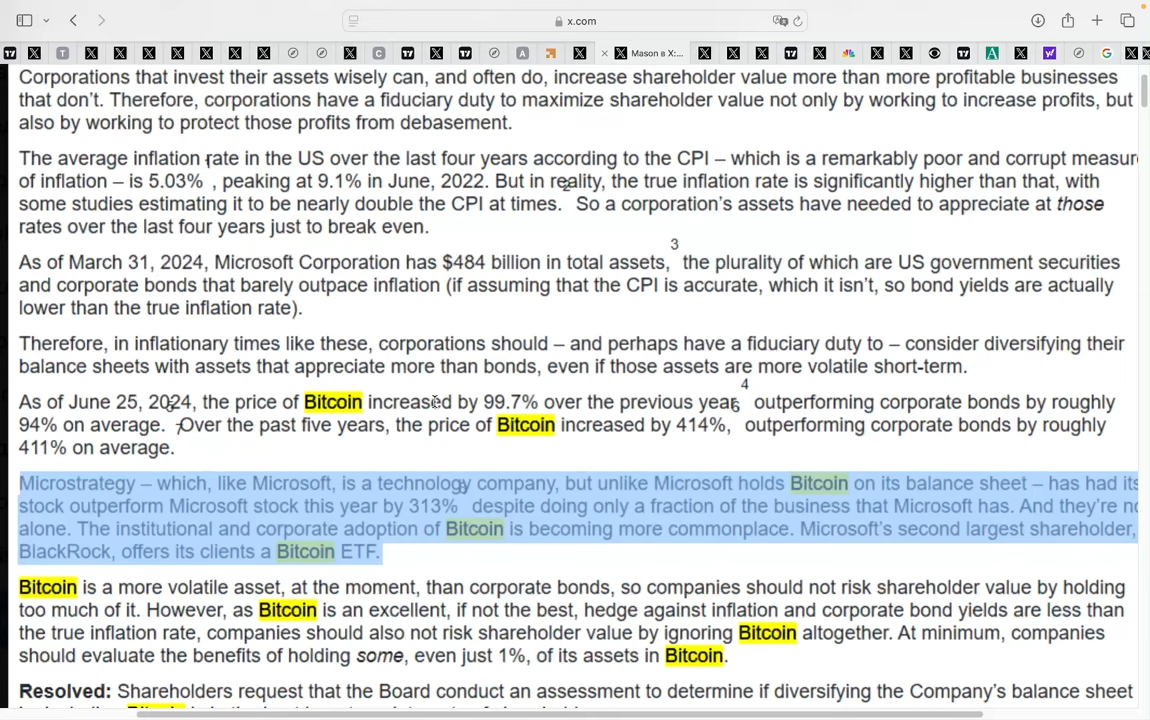 x.com
Mason в X:...
Corporations that invest their assets wisely can, and often do, increase shareholder value more than more profitable businesses
that don't. Therefore, corporations have a fiduciary duty to maximize shareholder value not only by working to increase profits, but
also by working to protect those profits from debasement.
The average inflation rate in the US over the last four years according to the CPI – which is a remarkably poor and corrupt measur
of inflation – is 5.03% 1, peaking at 9.1% in June, 2022. But in reality, the true inflation rate is significantly higher than that, with
some studies estimating it to be nearly double the CPI at times. 2 So a corporation's assets have needed to appreciate at those
rates over the last four years just to break even.
As of March 31, 2024, Microsoft Corporation has $484 billion in total assets, 3 the plurality of which are US government securities
and corporate bonds that barely outpace inflation (if assuming that the CPI is accurate, which it isn't, so bond yields are actually
lower than the true inflation rate).
Therefore, in inflationary times like these, corporations should – and perhaps have a fiduciary duty to – consider diversifying their
balance sheets with assets that appreciate more than bonds, even if those assets are more volatile short-term.
As of June 25, 2024, the price of Bitcoin increased by 99.7% over the previous year, 4 outperforming corporate bonds by roughly
94% on average. 5 Over the past five years, the price of Bitcoin increased by 414%, 6 outperforming corporate bonds by roughly
411% on average. 7
Microstrategy – which, like Microsoft, is a technology company, but unlike Microsoft holds Bitcoin on its balance sheet – has had its
stock outperform Microsoft stock this year by 313% 8 despite doing only a fraction of the business that Microsoft has. And they're no
alone. The institutional and corporate adoption of Bitcoin is becoming more commonplace. Microsoft's second largest shareholder,
BlackRock, offers its clients a Bitcoin ETF.
Bitcoin is a more volatile asset, at the moment, than corporate bonds, so companies should not risk shareholder value by holding
too much of it. However, as Bitcoin is an excellent, if not the best, hedge against inflation and corporate bond yields are less than
the true inflation rate, companies should also not risk shareholder value by ignoring Bitcoin altogether. At minimum, companies
should evaluate the benefits of holding some, even just 1%, of its assets in Bitcoin.
Resolved: Shareholders request that the Board conduct an assessment to determine if diversifying the Company's balance sheet